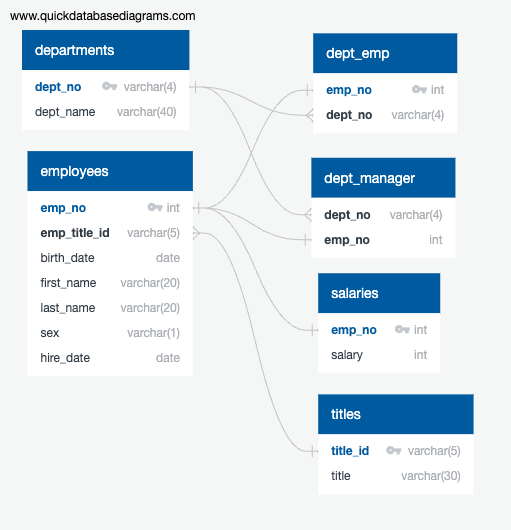 www.quickdatabasediagrams.com
departments
dept_no varchar(4)
dept_name varchar(40)
employees
emp_no int
emp_title_id varchar(5)
birth_date date
first_name varchar(20)
last_name varchar(20)
sex varchar(1)
hire_date date
dept_emp
emp_no int
dept_no varchar(4)
dept_manager
dept_no varchar(4)
emp_no int
salaries
emp_no int
salary int
titles
title_id varchar(5)
title varchar(30)